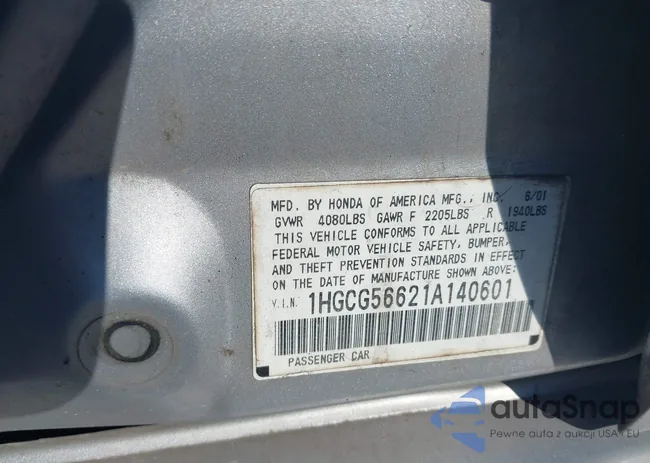 MFD. BY HONDA OF AMERICA MFG., INC. 6/01
GVWR 4080LBS GAWR F 2205LBS R 1940LBS
THIS VEHICLE CONFORMS TO ALL APPLICABLE
FEDERAL MOTOR VEHICLE SAFETY, BUMPER,
AND THEFT PREVENTION STANDARDS IN EFFECT
ON THE DATE OF MANUFACTURE SHOWN ABOVE:
V.I.N. 1HGCG56621A140601
PASSENGER CAR
autoSnap
Pewne auta z aukcji USA i EU